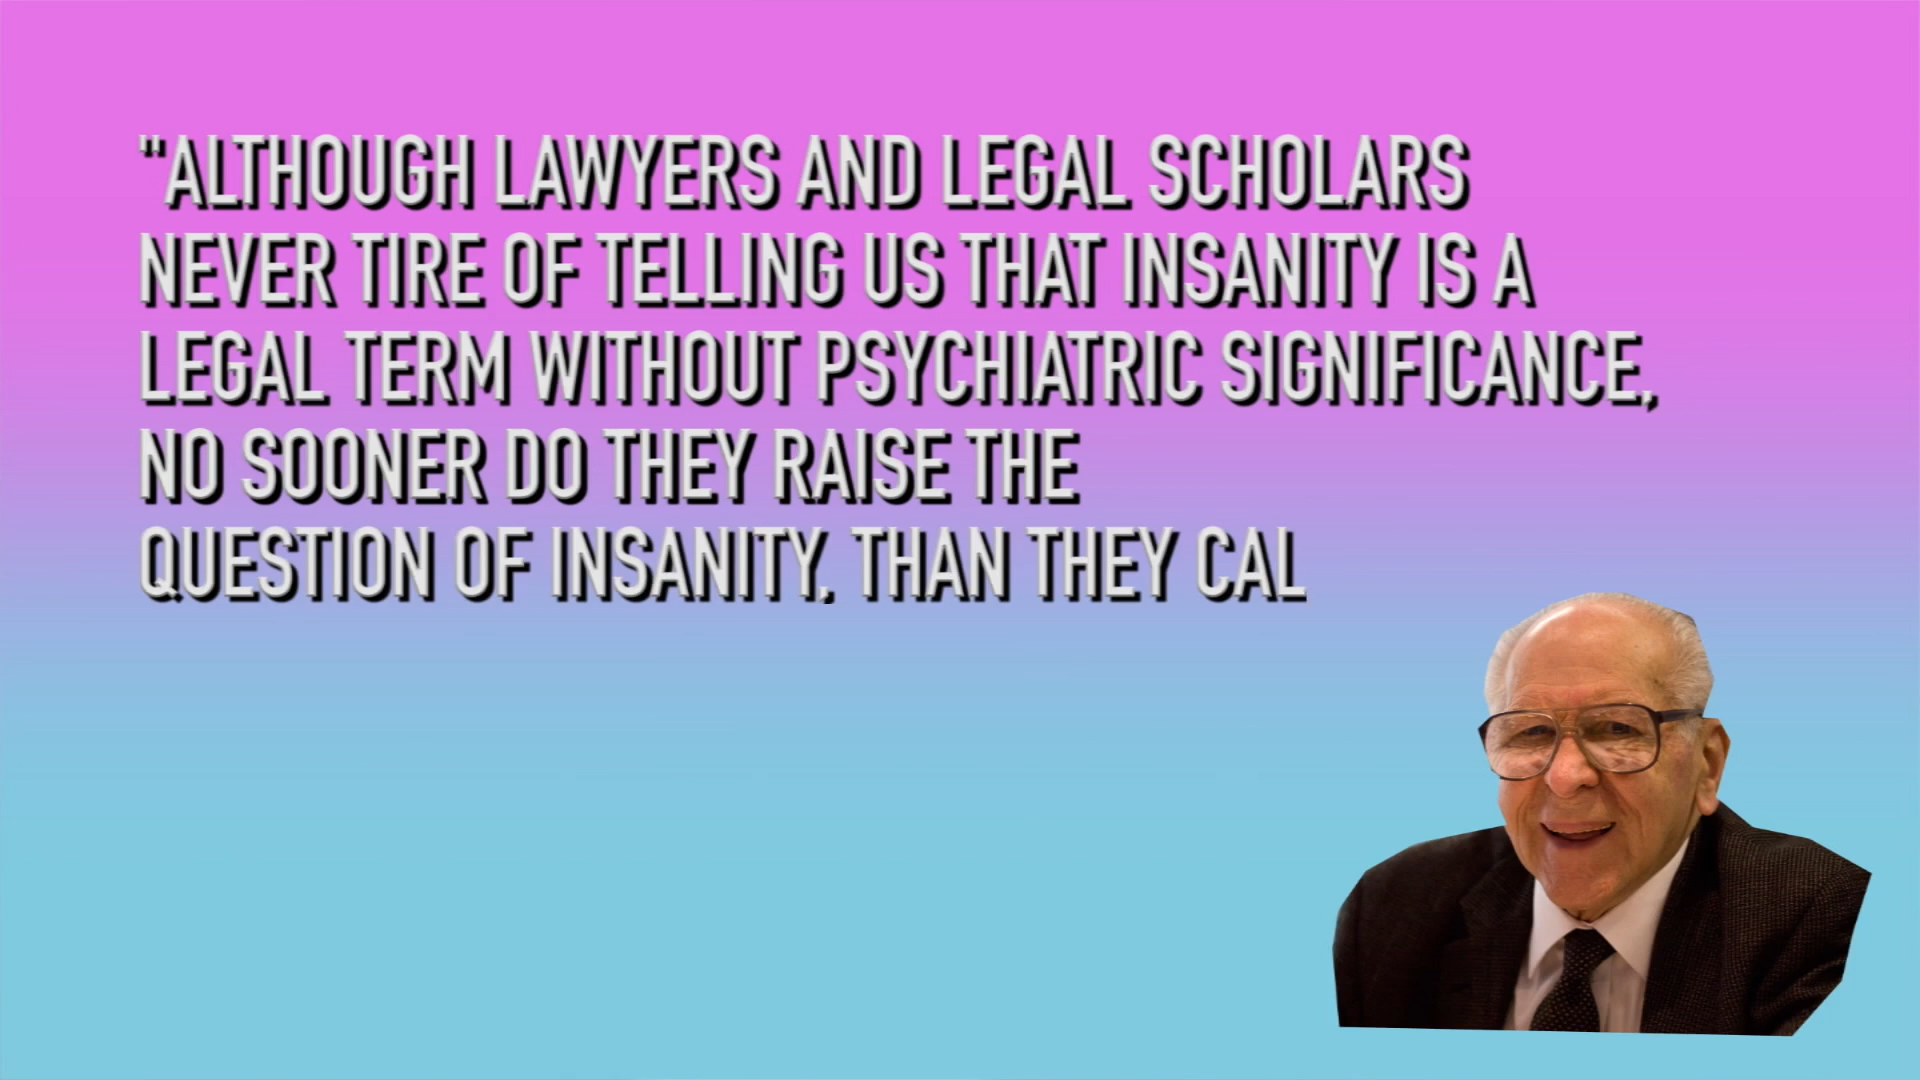 "ALTHOUGH LAWYERS AND LEGAL SCHOLARS
NEVER TIRE OF TELLING US THAT INSANITY IS A
LEGAL TERM WITHOUT PSYCHIATRIC SIGNIFICANCE,
NO SOONER DO THEY RAISE THE
QUESTION OF INSANITY, THAN THEY CAL